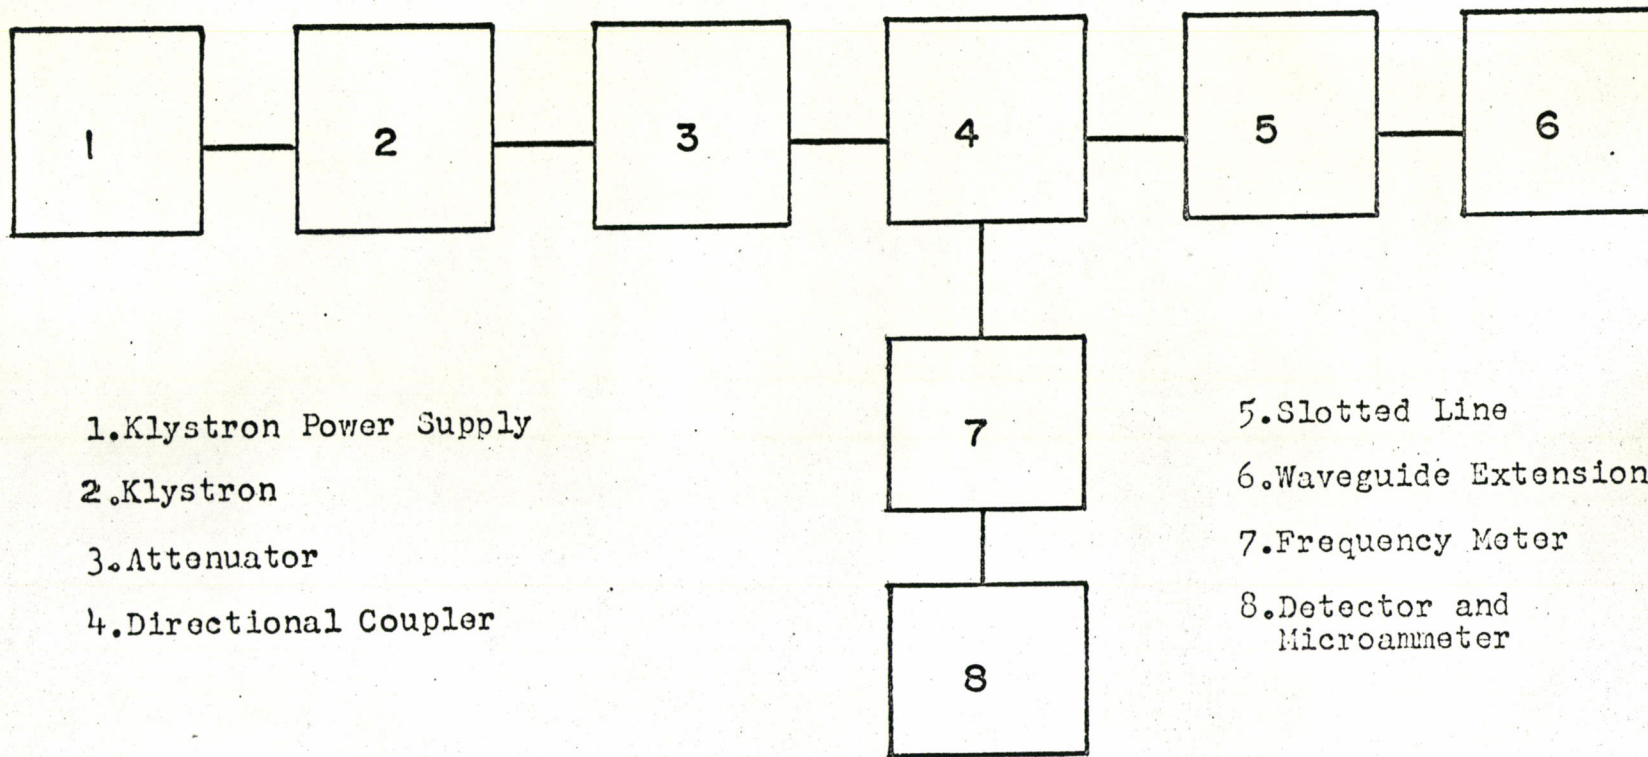 1
2
3
4
5
6
7
8
1.Klystron Power Supply
2.Klystron
3.Attenuator
4.Directional Coupler
5.Slotted Line
6.Waveguide Extension
7.Frequency Meter
8.Detector and
Microammeter